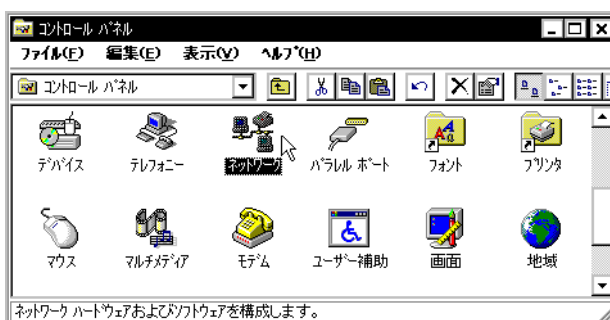 コントロール パネル
ファイル(F) 編集(E) 表示(V) ヘルプ(H)
コントロール パネル
デバイス テレフォニー ネットワーク パラレル ポート フォント プリンタ
マウス マルチメディア モデム ユーザー補助 画面 地域
ネットワーク ハードウェアおよびソフトウェアを構成します。